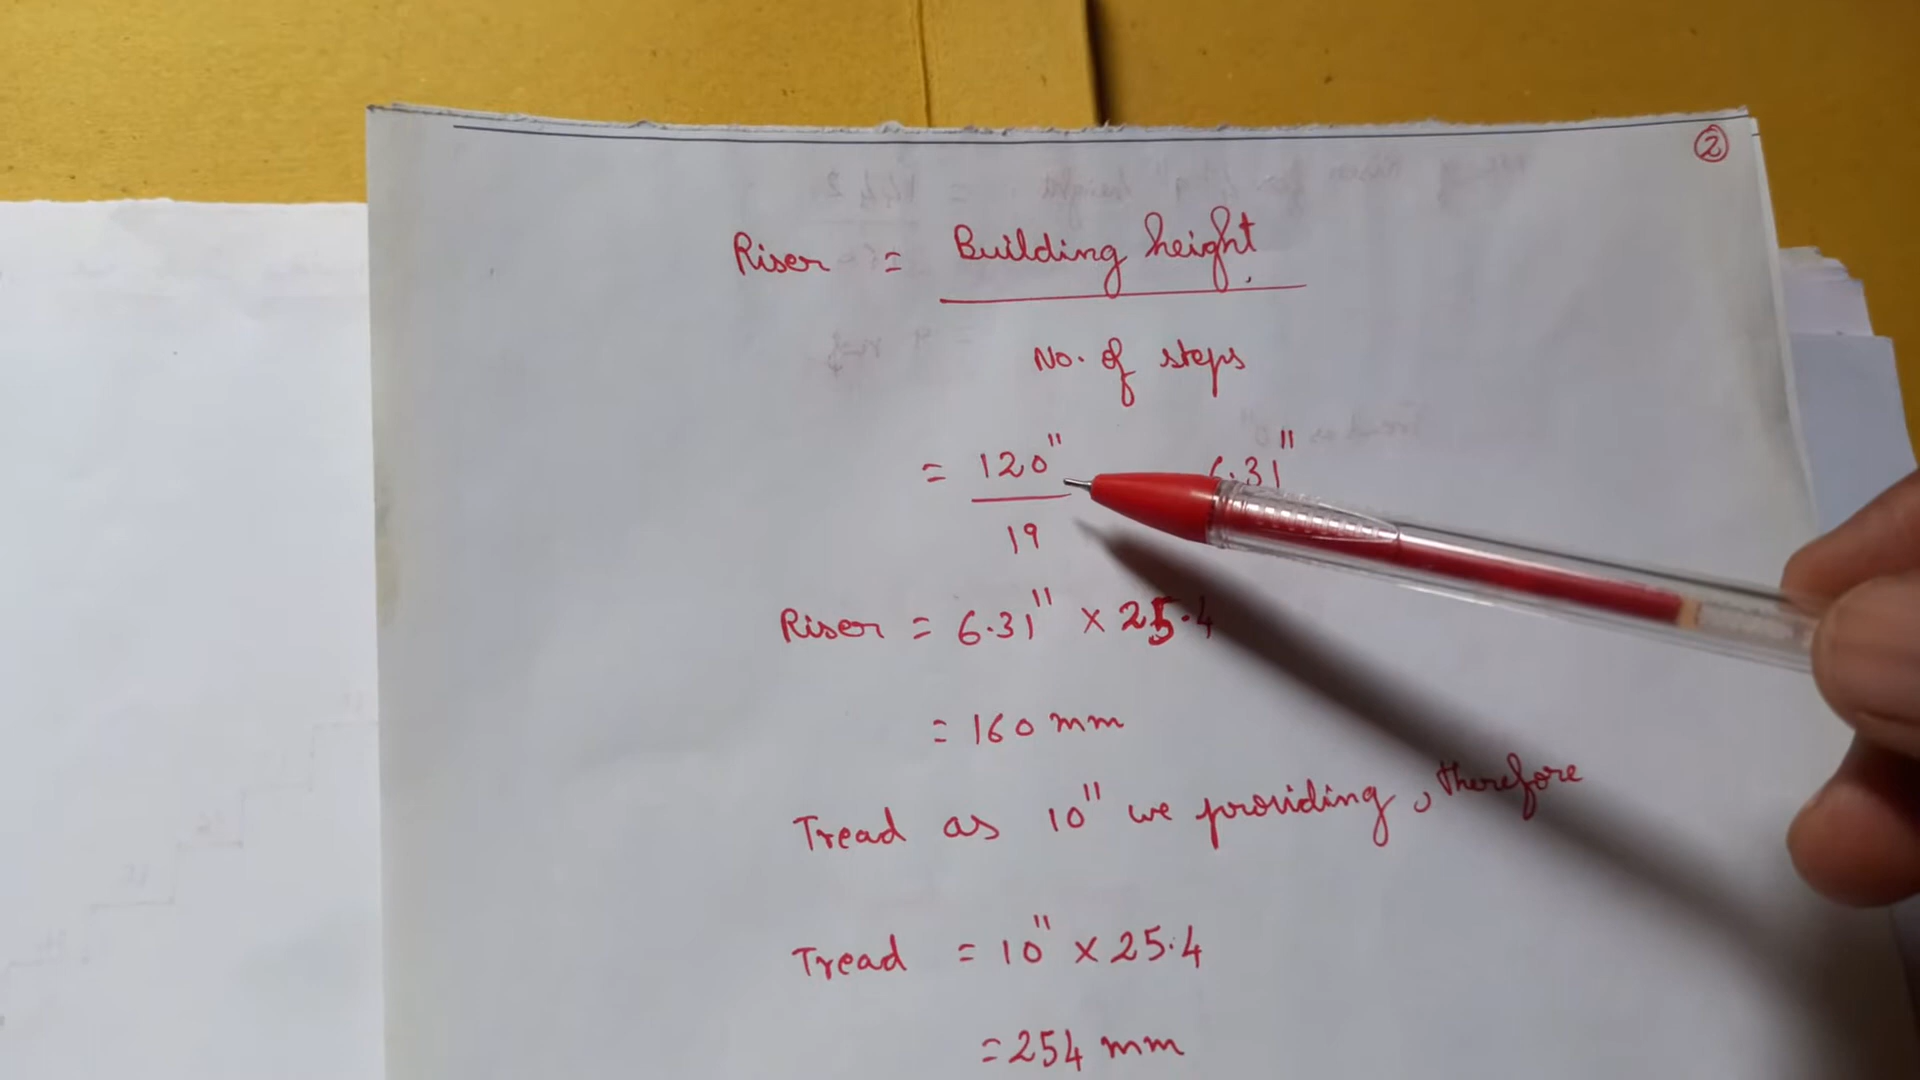 ②
Riser = Building height
No. of steps
= 120" 6.31"
19
Riser = 6.31" × 25.4
= 160 mm
Tread as 10" we providing, therefore
Tread = 10" × 25.4
= 254 mm